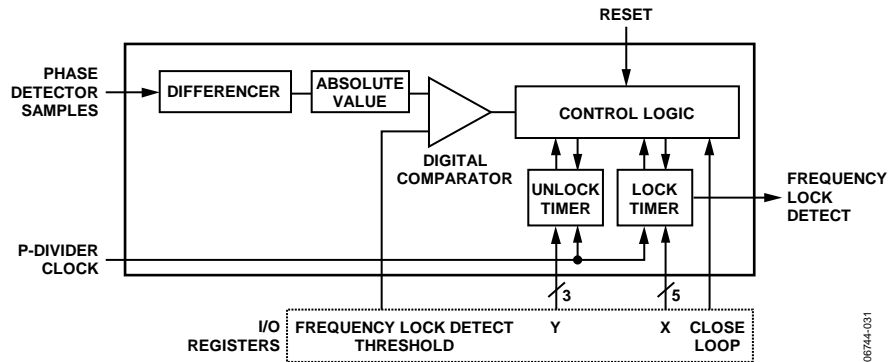 RESET
PHASE
DETECTOR
SAMPLES
DIFFERENCER
ABSOLUTE
VALUE
CONTROL LOGIC
DIGITAL
COMPARATOR
UNLOCK
TIMER
LOCK
TIMER
FREQUENCY
LOCK
DETECT
P-DIVIDER
CLOCK
3
5
I/O
REGISTERS
FREQUENCY LOCK DETECT
THRESHOLD
Y
X
CLOSE
LOOP
06744-031